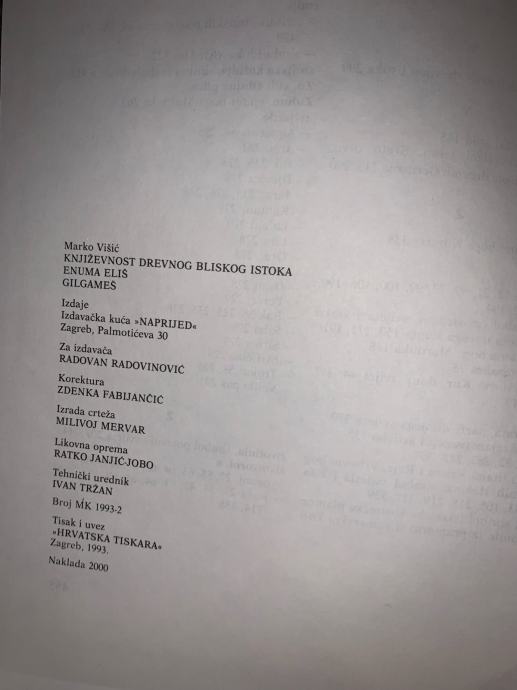 Marko Višić
KNJIŽEVNOST DREVNOG BLISKOG ISTOKA
ENUMA ELIŠ
GILGAMEŠ
Izdaje
Izdavačka kuća »NAPRIJED«
Zagreb, Palmotićeva 30
Za izdavača
RADOVAN RADOVINOVIĆ
Korektura
ZDENKA FABIJANČIĆ
Izrada crteža
MILIVOJ MERVAR
Likovna oprema
RATKO JANJIĆ-JOBO
Tehnički urednik
IVAN TRŽAN
Broj MK 1993-2
Tisak i uvez
»HRVATSKA TISKARA«
Zagreb, 1993.
Naklada 2000